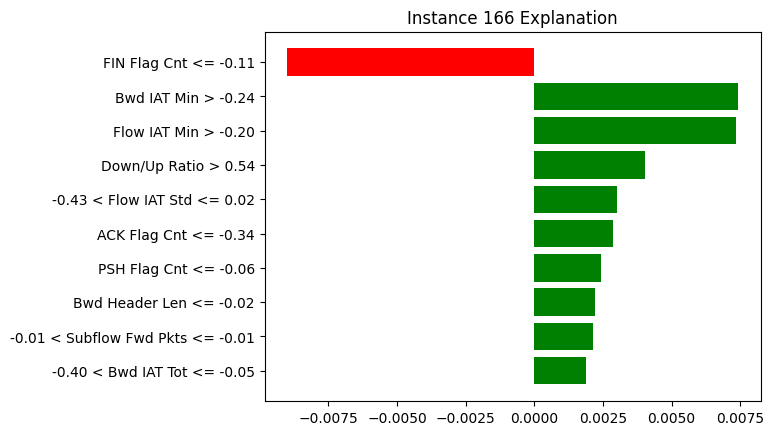 Instance 166 Explanation
FIN Flag Cnt <= -0.11
Bwd IAT Min > -0.24
Flow IAT Min > -0.20
Down/Up Ratio > 0.54
-0.43 < Flow IAT Std <= 0.02
ACK Flag Cnt <= -0.34
PSH Flag Cnt <= -0.06
Bwd Header Len <= -0.02
-0.01 < Subflow Fwd Pkts <= -0.01
-0.40 < Bwd IAT Tot <= -0.05
−0.0075 −0.0050 −0.0025 0.0000 0.0025 0.0050 0.0075